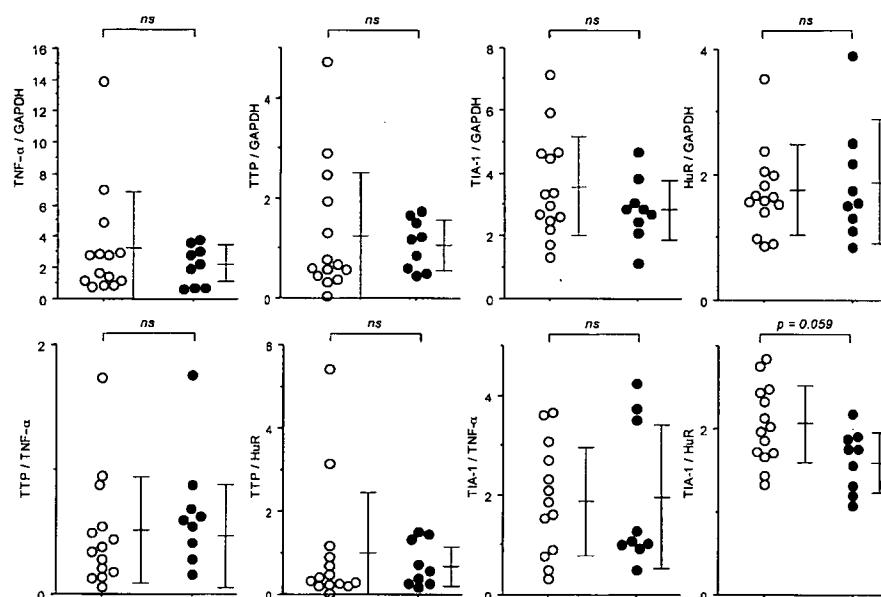 ns
ns
ns
ns
TNF-α / GAPDH
16
14
12
10
8
6
4
2
0
TTP / GAPDH
4
2
0
TIA-1 / GAPDH
8
6
4
2
0
HuR / GAPDH
4
2
0
ns
ns
ns
p = 0.059
TTP / TNF-α
2
0
TTP / HuR
6
4
2
0
TIA-1 / TNF-α
4
2
0
TIA-1 / HuR
2
0